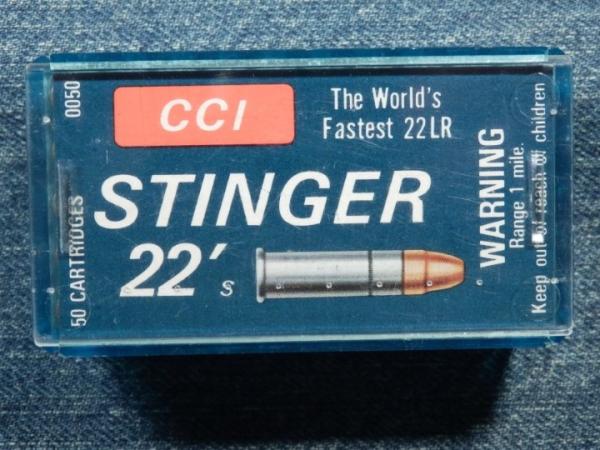 0050
50 CARTRIDGES
CCI
The World's
Fastest 22LR
STINGER
22's
WARNING
Range 1 mile.
Keep out of reach of children